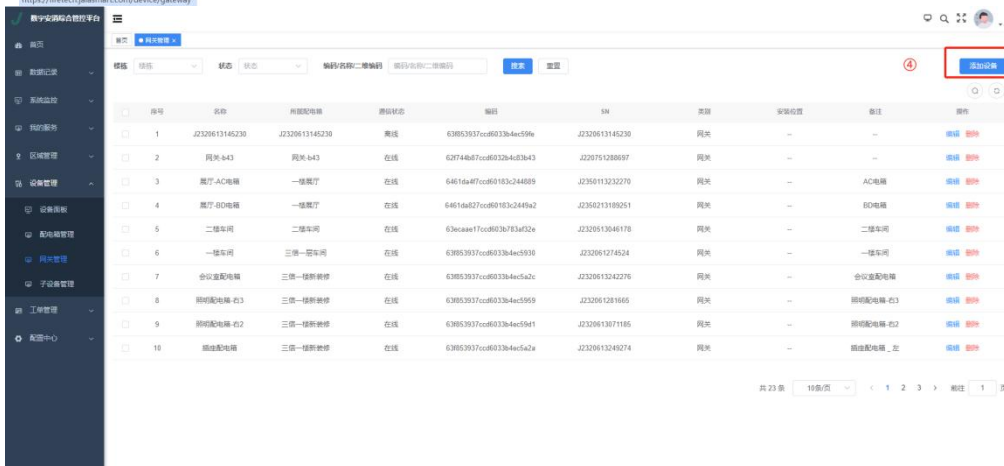 数字安消综合管控平台
首页
数据记录
系统监控
我的服务
区域管理
设备管理
设备面板
配电箱管理
网关管理
子设备管理
工单管理
配置中心
首页 网关管理 ×
楼栋 楼栋 状态 状态 编码/名称/二维编码 编码/名称/二维编码 搜索 重置 ④ 添加设备
序号 名称 所属配电箱 通信状态 编码 SN 类别 安装位置 备注 操作
1 J2320613145230 J2320613145230 离线 63f853937ccd6033b4ec59fe J2320613145230 网关 -- -- 编辑 删除
2 网关-b43 网关-b43 在线 62f744b87ccd6032b4c83b43 J220751288697 网关 -- -- 编辑 删除
3 展厅-AC电箱 一楼展厅 在线 6461da4f7ccd60183c244889 J2350113232270 网关 -- AC电箱 编辑 删除
4 展厅-BD电箱 一楼展厅 在线 6461da827ccd60183c2449a2 J2350213189251 网关 -- BD电箱 编辑 删除
5 二楼车间 二楼车间 在线 63ecaae17ccd603b783af32e J2320513046178 网关 -- 二楼车间 编辑 删除
6 一楼车间 三信一层车间 在线 63f853937ccd6033b4ec5930 J232061274524 网关 -- 一楼车间 编辑 删除
7 会议室配电箱 三信一楼新装修 在线 63f853937ccd6033b4ec5a2c J2320613242276 网关 -- 会议室配电箱 编辑 删除
8 照明配电箱-右3 三信一楼新装修 在线 63f853937ccd6033b4ec5959 J232061281665 网关 -- 照明配电箱-右3 编辑 删除
9 照明配电箱-右2 三信一楼新装修 在线 63f853937ccd6033b4ec59d1 J2320613071185 网关 -- 照明配电箱-右2 编辑 删除
10 插座配电箱 三信一楼新装修 在线 63f853937ccd6033b4ec5a2a J2320613249274 网关 -- 插座配电箱_左 编辑 删除
共 23 条 10条/页 < 1 2 3 > 前往 1 页